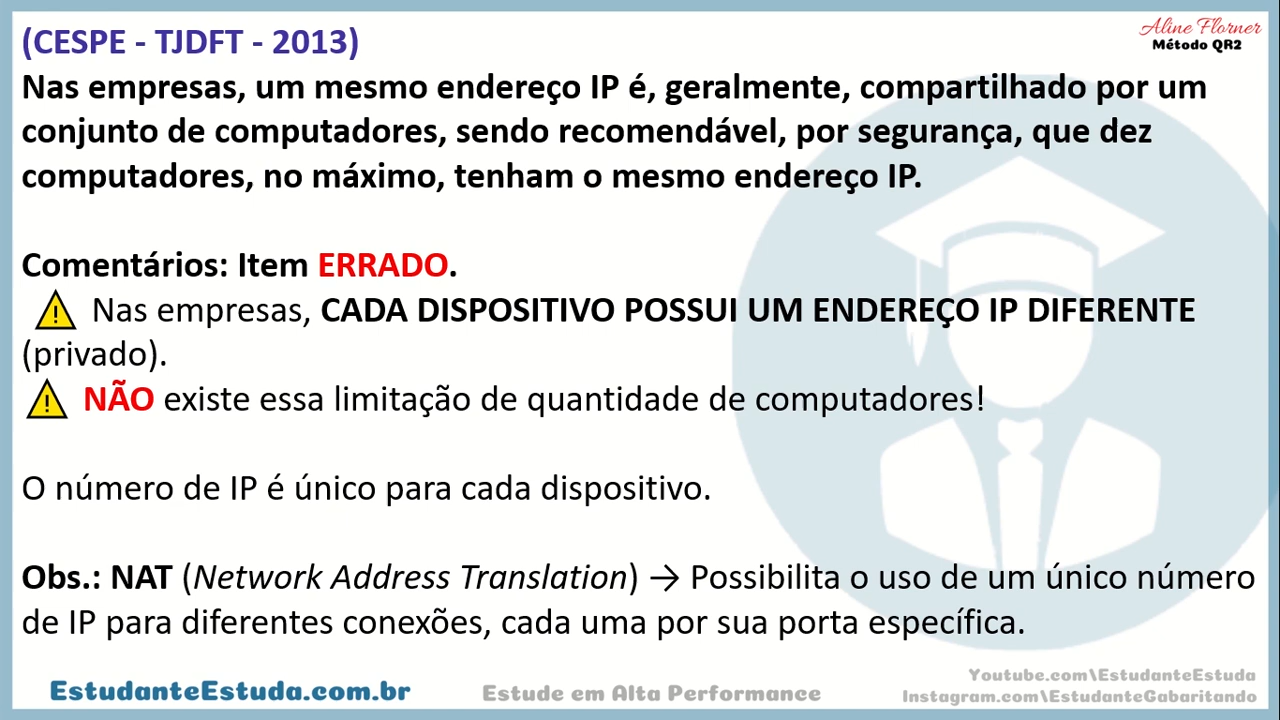 Aline Florner
Método QR2
(CESPE - TJDFT - 2013)
Nas empresas, um mesmo endereço IP é, geralmente, compartilhado por um
conjunto de computadores, sendo recomendável, por segurança, que dez
computadores, no máximo, tenham o mesmo endereço IP.
Comentários: Item ERRADO.
Nas empresas, CADA DISPOSITIVO POSSUI UM ENDEREÇO IP DIFERENTE
(privado).
NÃO existe essa limitação de quantidade de computadores!
O número de IP é único para cada dispositivo.
Obs.: NAT (Network Address Translation) → Possibilita o uso de um único número
de IP para diferentes conexões, cada uma por sua porta específica.
EstudanteEstuda.com.br
Estude em Alta Performance
Youtube.com\EstudanteEstuda
Instagram.com\EstudanteGabaritando